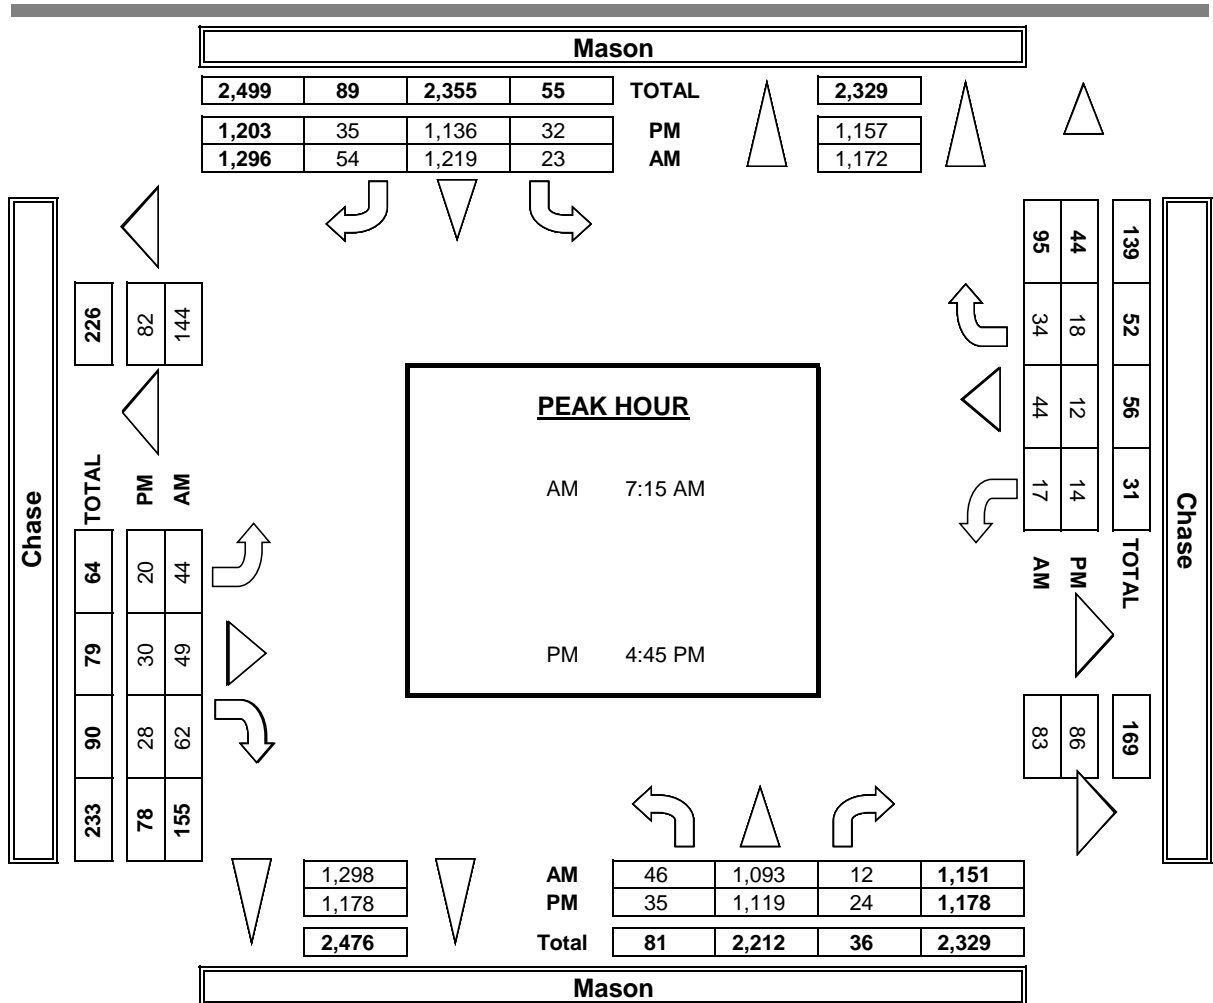 Mason
2,499 89 2,355 55 TOTAL 2,329
1,203 35 1,136 32 PM 1,157
1,296 54 1,219 23 AM 1,172
Chase
226 82 144
TOTAL PM AM
64 20 44
79 30 49
90 28 62
233 78 155
PEAK HOUR
AM 7:15 AM
PM 4:45 PM
95 44 139
34 18 52
44 12 56
17 14 31
AM PM TOTAL
83 86 169
Chase
1,298 AM 46 1,093 12 1,151
1,178 PM 35 1,119 24 1,178
2,476 Total 81 2,212 36 2,329
Mason